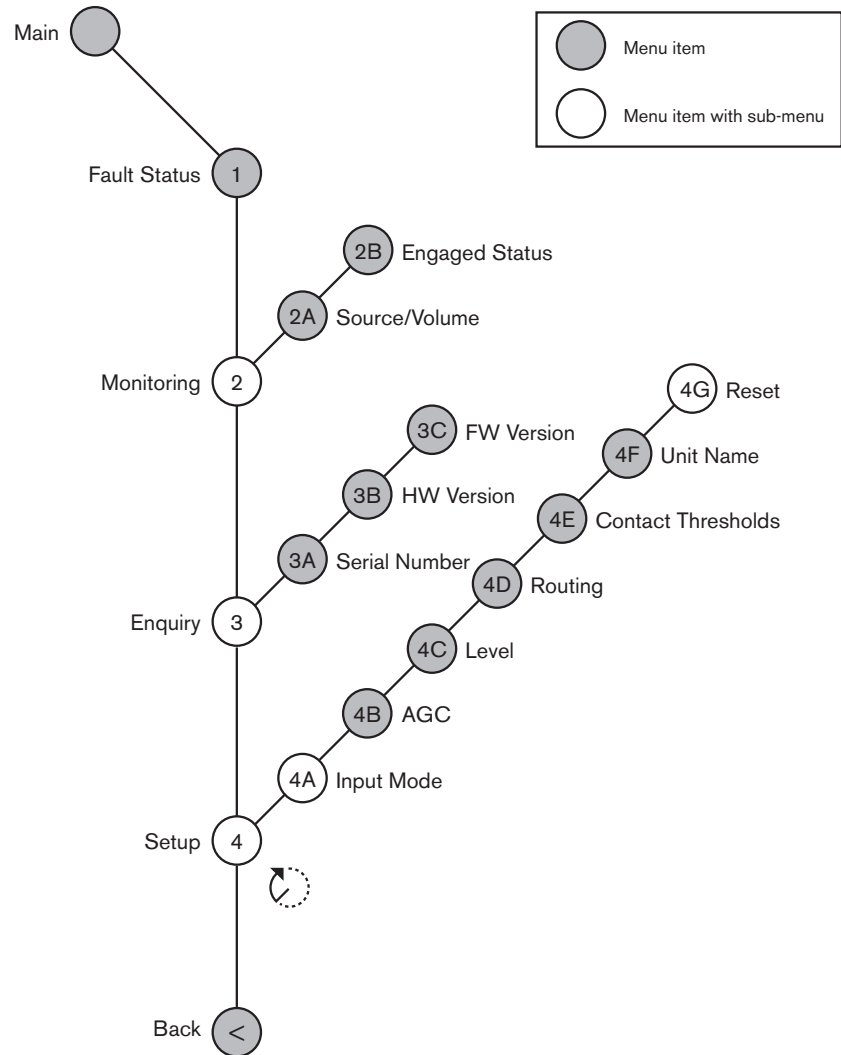 Main
Menu item
Menu item with sub-menu
Fault Status 1
2B Engaged Status
2A Source/Volume
Monitoring 2
4G Reset
3C FW Version
4F Unit Name
3B HW Version
4E Contact Thresholds
3A Serial Number
4D Routing
Enquiry 3
4C Level
4B AGC
4A Input Mode
Setup 4
Back <